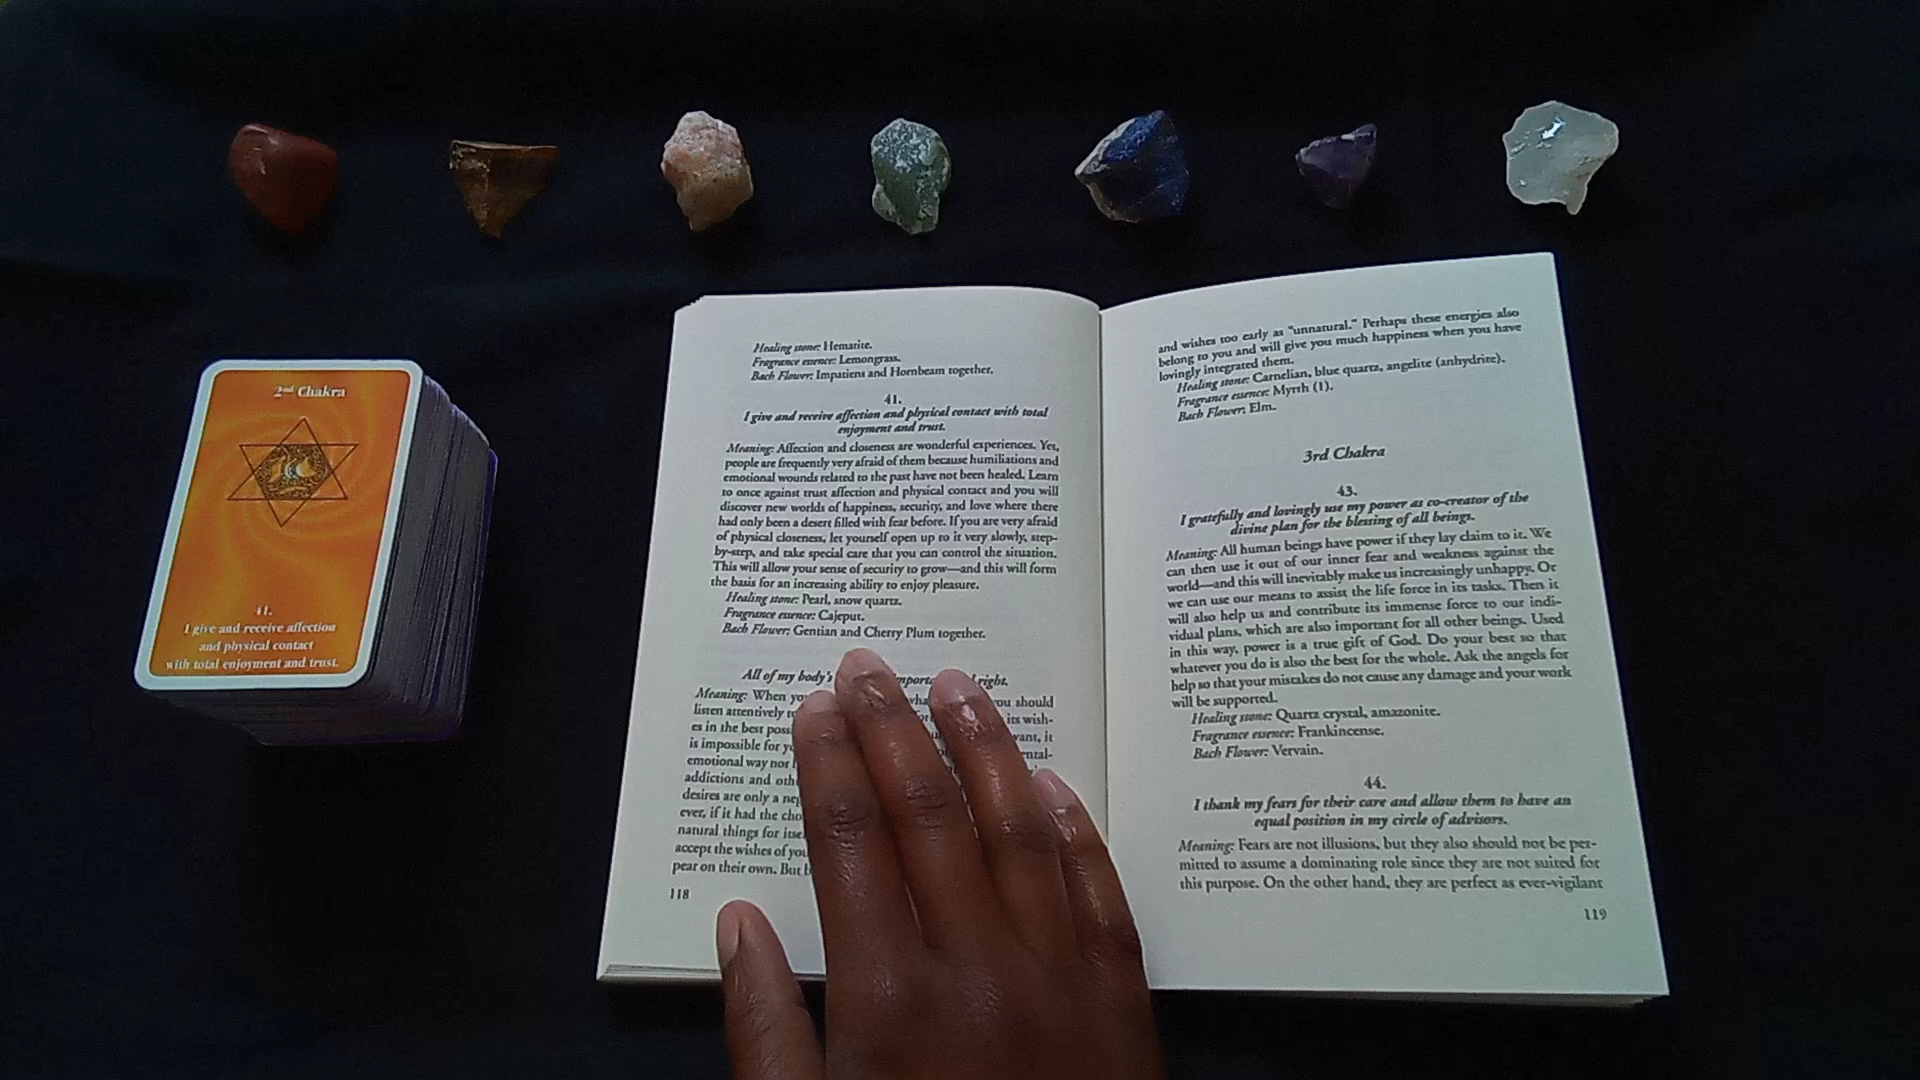 2nd Chakra
41.
I give and receive affection
and physical contact
with total enjoyment and trust.
Healing stone: Hematite.
Fragrance essence: Lemongrass.
Bach Flower: Impatiens and Hornbeam together.
41.
I give and receive affection and physical contact with total
enjoyment and trust.
Meaning: Affection and closeness are wonderful experiences. Yet,
people are frequently very afraid of them because humiliations and
emotional wounds related to the past have not been healed. Learn
to once against trust affection and physical contact and you will
discover new worlds of happiness, security, and love where there
had only been a desert filled with fear before. If you are very afraid
of physical closeness, let yourself open up to it very slowly, step-
by-step, and take special care that you can control the situation.
This will allow your sense of security to grow—and this will form
the basis for an increasing ability to enjoy pleasure.
Healing stone: Pearl, snow quartz.
Fragrance essence: Cajeput.
Bach Flower: Gentian and Cherry Plum together.
All of my body's right.
Meaning: When you should
listen attentively its wish-
es in the best want, it
is impossible for
emotional way nor
addictions and
desires are only a
ever, if it had the
natural things for
accept the wishes of
pear on their own. But
118
and wishes too early as "unnatural." Perhaps these energies also
belong to you and will give you much happiness when you have
lovingly integrated them.
Healing stone: Carnelian, blue quartz, angelite (anhydrite).
Fragrance essence: Myrrh (1).
Bach Flower: Elm.
3rd Chakra
43.
I gratefully and lovingly use my power as co-creator of the
divine plan for the blessing of all beings.
Meaning: All human beings have power if they lay claim to it. We
can then use it out of our inner fear and weakness against the
world—and this will inevitably make us increasingly unhappy. Or
we can use our means to assist the life force in its tasks. Then it
will also help us and contribute its immense force to our indi-
vidual plans, which are also important for all other beings. Used
in this way, power is a true gift of God. Do your best so that
whatever you do is also the best for the whole. Ask the angels for
help so that your mistakes do not cause any damage and your work
will be supported.
Healing stone: Quartz crystal, amazonite.
Fragrance essence: Frankincense.
Bach Flower: Vervain.
44.
I thank my fears for their care and allow them to have an
equal position in my circle of advisors.
Meaning: Fears are not illusions, but they also should not be per-
mitted to assume a dominating role since they are not suited for
this purpose. On the other hand, they are perfect as ever-vigilant
119